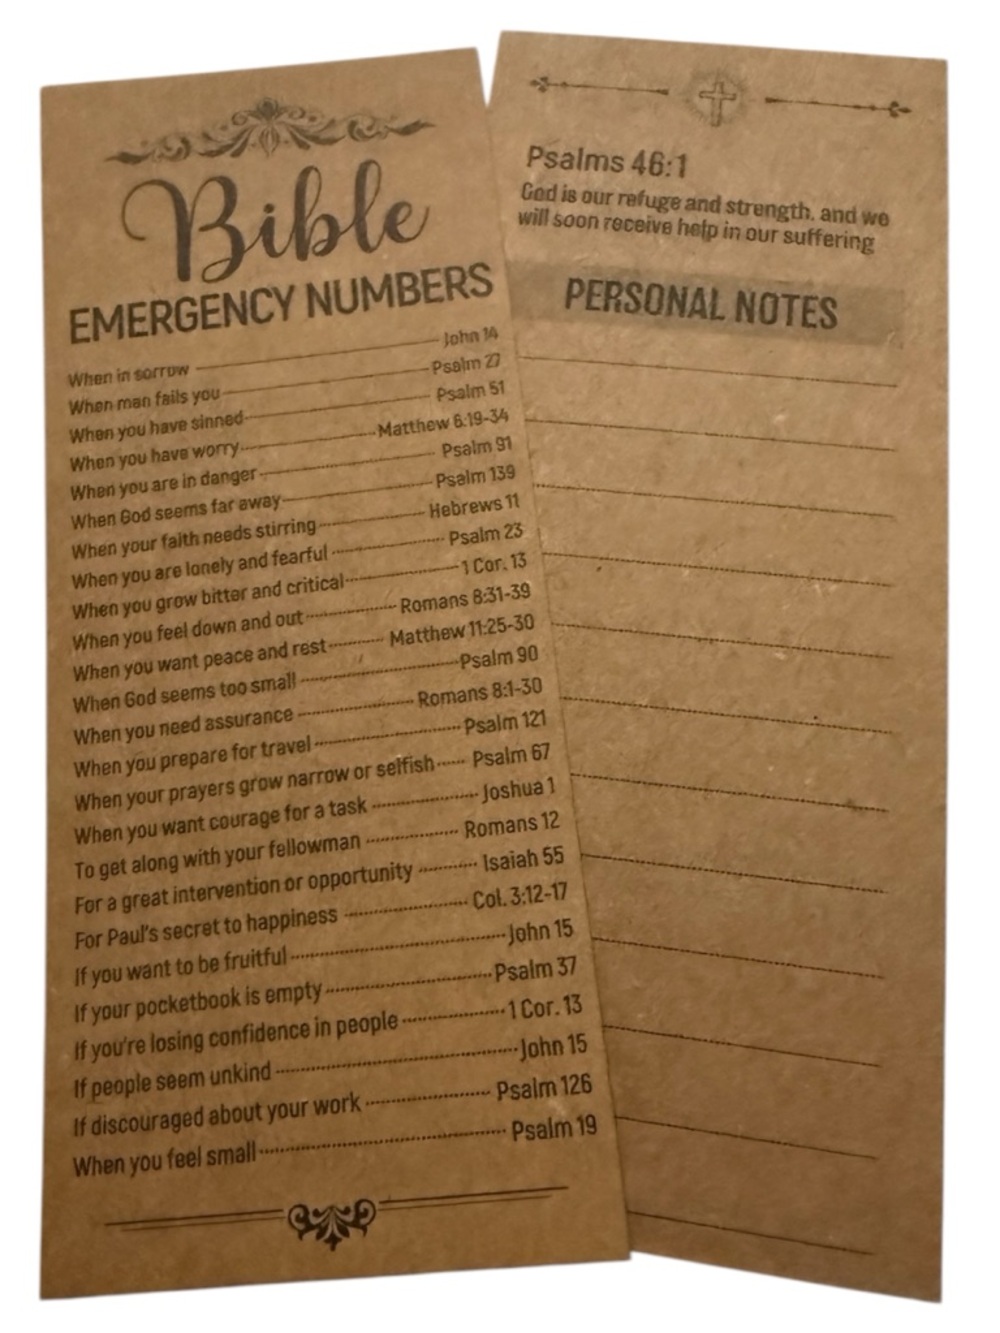 Bible
EMERGENCY NUMBERS
When in sorrow John 14
When man fails you Psalm 27
When you have sinned Psalm 51
When you have worry Matthew 6:19-34
When you are in danger Psalm 91
When God seems far away Psalm 139
When your faith needs stirring Hebrews 11
When you are lonely and fearful Psalm 23
When you grow bitter and critical 1 Cor. 13
When you feel down and out Romans 8:31-39
When you want peace and rest Matthew 11:25-30
When God seems too small Psalm 90
When you need assurance Romans 8:1-30
When you prepare for travel Psalm 121
When your prayers grow narrow or selfish Psalm 67
When you want courage for a task Joshua 1
To get along with your fellowman Romans 12
For a great intervention or opportunity Isaiah 55
For Paul's secret to happiness Col. 3:12-17
If you want to be fruitful John 15
If your pocketbook is empty Psalm 37
If you're losing confidence in people 1 Cor. 13
If people seem unkind John 15
If discouraged about your work Psalm 126
When you feel small Psalm 19
Psalms 46:1
God is our refuge and strength, and we
will soon receive help in our suffering
PERSONAL NOTES